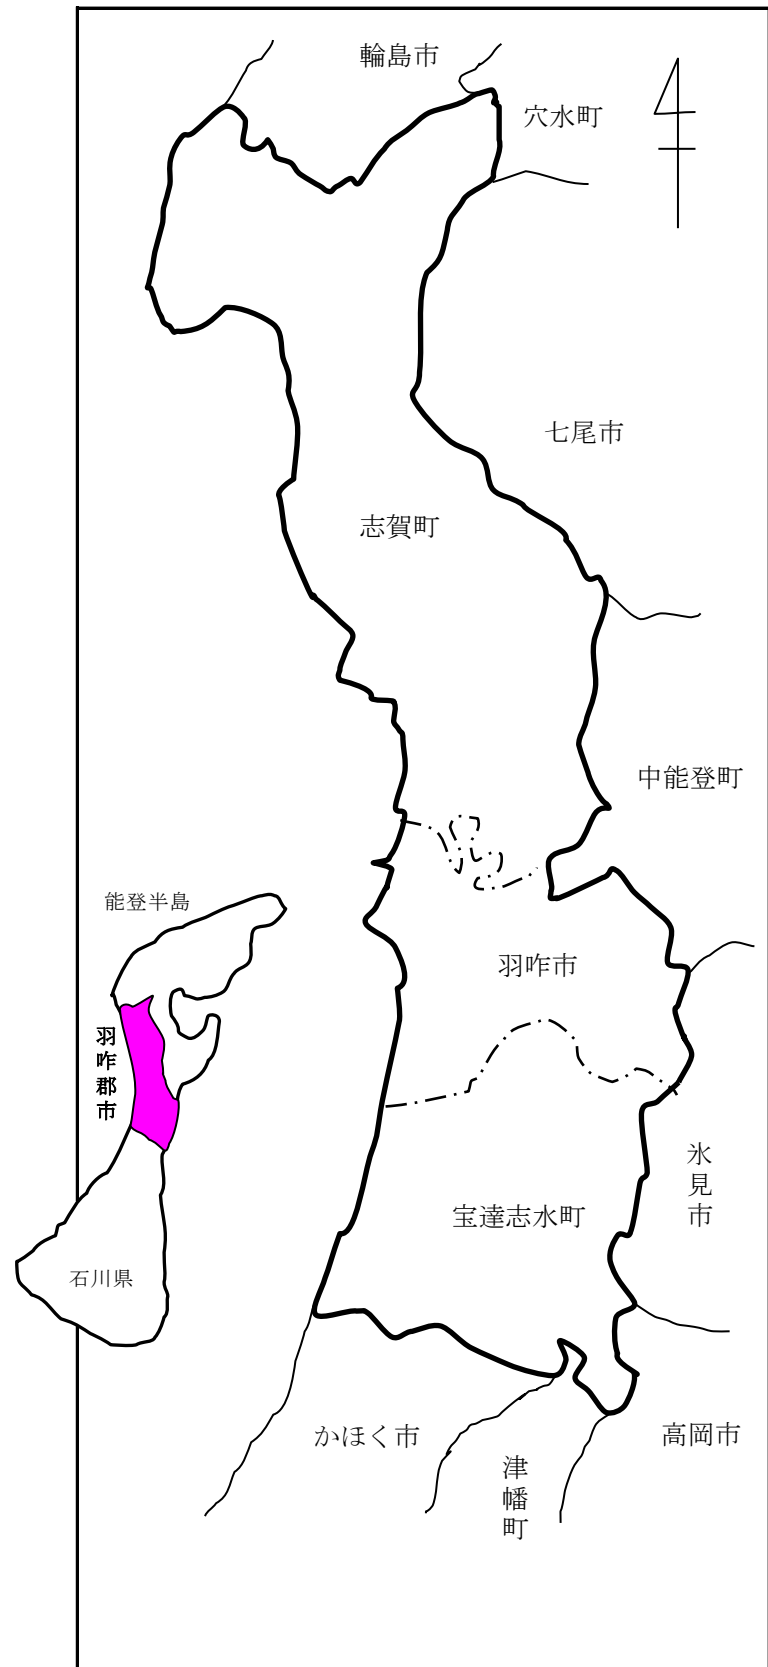 輪島市
穴水町
七尾市
志賀町
中能登町
能登半島
羽咋市
羽咋郡市
氷見市
宝達志水町
石川県
かほく市
高岡市
津幡町